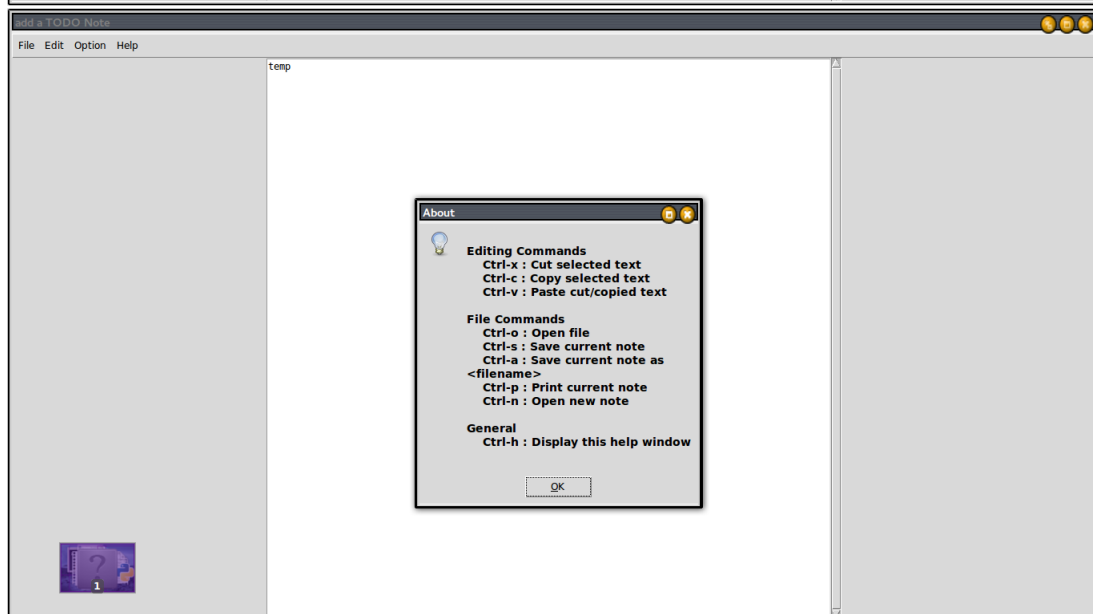 add a TODO Note
File Edit Option Help
temp
About
Editing Commands
Ctrl-x : Cut selected text
Ctrl-c : Copy selected text
Ctrl-v : Paste cut/copied text
File Commands
Ctrl-o : Open file
Ctrl-s : Save current note
Ctrl-a : Save current note as
<filename>
Ctrl-p : Print current note
Ctrl-n : Open new note
General
Ctrl-h : Display this help window
OK
?
1